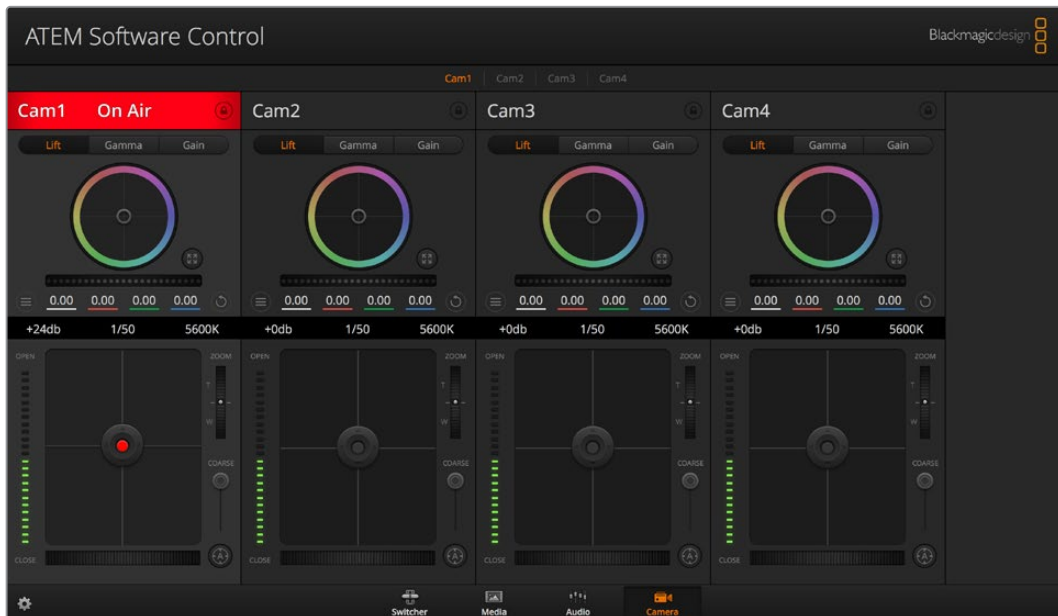 ATEM Software Control
Blackmagicdesign
Cam1 Cam2 Cam3 Cam4
Cam1 On Air Cam2 Cam3 Cam4
Lift Gamma Gain Lift Gamma Gain Lift Gamma Gain Lift Gamma Gain
0.00 0.00 0.00 0.00 0.00 0.00 0.00 0.00 0.00 0.00 0.00 0.00 0.00 0.00 0.00 0.00
+24db 1/50 5600K +0db 1/50 5600K +0db 1/50 5600K +0db 1/50 5600K
OPEN ZOOM OPEN ZOOM OPEN ZOOM OPEN ZOOM
T T T T
W W W W
COARSE COARSE COARSE COARSE
A A A A
CLOSE CLOSE CLOSE CLOSE
Switcher Media Audio Camera